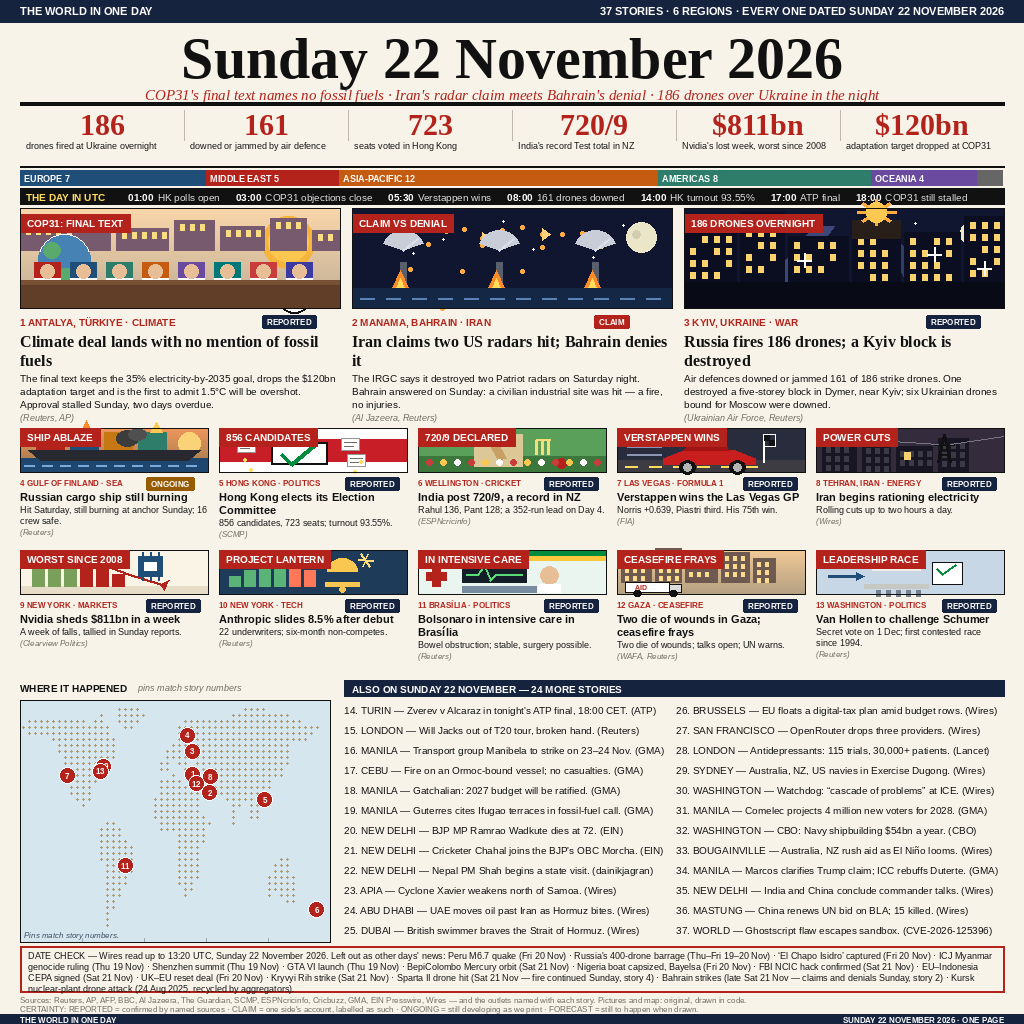 THE WORLD IN ONE DAY
37 STORIES · 6 REGIONS · EVERY ONE DATED SUNDAY 22 NOVEMBER 2026
Sunday 22 November 2026
COP31's final text names no fossil fuels · Iran's radar claim meets Bahrain's denial · 186 drones over Ukraine in the night
186
drones fired at Ukraine overnight
161
downed or jammed by air defence
723
seats voted in Hong Kong
720/9
India's record Test total in NZ
$811bn
Nvidia's lost week, worst since 2008
$120bn
adaptation target dropped at COP31
EUROPE 7
MIDDLE EAST 5
ASIA-PACIFIC 12
AMERICAS 8
OCEANIA 4
THE DAY IN UTC 01:00 HK polls open 03:00 COP31 objections close 05:30 Verstappen wins 08:00 161 drones downed 14:00 HK turnout 93.55% 17:00 ATP final 18:00 COP31 still stalled
COP31: FINAL TEXT
CLAIM VS DENIAL
186 DRONES OVERNIGHT
1 ANTALYA, TÜRKIYE · CLIMATE
REPORTED
Climate deal lands with no mention of fossil
fuels
The final text keeps the 35% electricity-by-2035 goal, drops the $120bn
adaptation target and is the first to admit 1.5°C will be overshot.
Approval stalled Sunday, two days overdue.
(Reuters, AP)
2 MANAMA, BAHRAIN · IRAN
CLAIM
Iran claims two US radars hit; Bahrain denies
it
The IRGC says it destroyed two Patriot radars on Saturday night.
Bahrain answered on Sunday: a civilian industrial site was hit — a fire,
no injuries.
(Al Jazeera, Reuters)
3 KYIV, UKRAINE · WAR
REPORTED
Russia fires 186 drones; a Kyiv block is
destroyed
Air defences downed or jammed 161 of 186 strike drones. One
destroyed a five-storey block in Dymer, near Kyiv; six Ukrainian drones
bound for Moscow were downed.
(Ukrainian Air Force, Reuters)
SHIP ABLAZE
856 CANDIDATES
720/9 DECLARED
VERSTAPPEN WINS
POWER CUTS
4 GULF OF FINLAND · SEA
ONGOING
Russian cargo ship still burning
Hit Saturday, still burning at anchor Sunday; 16
crew safe.
(Reuters)
5 HONG KONG · POLITICS
REPORTED
Hong Kong elects its Election
Committee
856 candidates, 723 seats; turnout 93.55%.
(SCMP)
6 WELLINGTON · CRICKET
REPORTED
India post 720/9, a record in NZ
Rahul 136, Pant 128; a 352-run lead on Day 4.
(ESPNcricinfo)
7 LAS VEGAS · FORMULA 1
REPORTED
Verstappen wins the Las Vegas GP
Norris +0.639, Piastri third. His 75th win.
(FIA)
8 TEHRAN, IRAN · ENERGY
REPORTED
Iran begins rationing electricity
Rolling cuts up to two hours a day.
(Wires)
WORST SINCE 2008
PROJECT LANTERN
IN INTENSIVE CARE
CEASEFIRE FRAYS
AID
LEADERSHIP RACE
9 NEW YORK · MARKETS
REPORTED
Nvidia sheds $811bn in a week
A week of falls, tallied in Sunday reports.
(Clearview Politics)
10 NEW YORK · TECH
REPORTED
Anthropic slides 8.5% after debut
22 underwriters; six-month non-competes.
(Reuters)
11 BRASÍLIA · POLITICS
REPORTED
Bolsonaro in intensive care in
Brasília
Bowel obstruction; stable, surgery possible.
(Reuters)
12 GAZA · CEASEFIRE
REPORTED
Two die of wounds in Gaza;
ceasefire frays
Two die of wounds; talks open; UN warns.
(WAFA, Reuters)
13 WASHINGTON · POLITICS
REPORTED
Van Hollen to challenge Schumer
Secret vote on 1 Dec; first contested race
since 1994.
(Reuters)
WHERE IT HAPPENED pins match story numbers
4
3
7
13
1
8
12
2
5
11
6
Pins match story numbers.
ALSO ON SUNDAY 22 NOVEMBER — 24 MORE STORIES
14. TURIN — Zverev v Alcaraz in tonight's ATP final, 18:00 CET. (ATP)
15. LONDON — Will Jacks out of T20 tour, broken hand. (Reuters)
16. MANILA — Transport group Manibela to strike on 23–24 Nov. (GMA)
17. CEBU — Fire on an Ormoc-bound vessel; no casualties. (GMA)
18. MANILA — Gatchalian: 2027 budget will be ratified. (GMA)
19. MANILA — Guterres cites Ifugao terraces in fossil-fuel call. (GMA)
20. NEW DELHI — BJP MP Ramrao Wadkute dies at 72. (EIN)
21. NEW DELHI — Cricketer Chahal joins the BJP's OBC Morcha. (EIN)
22. NEW DELHI — Nepal PM Shah begins a state visit. (dainikjagran)
23. APIA — Cyclone Xavier weakens north of Samoa. (Wires)
24. ABU DHABI — UAE moves oil past Iran as Hormuz bites. (Wires)
25. DUBAI — British swimmer braves the Strait of Hormuz. (Wires)
26. BRUSSELS — EU floats a digital-tax plan amid budget rows. (Wires)
27. SAN FRANCISCO — OpenRouter drops three providers. (Wires)
28. LONDON — Antidepressants: 115 trials, 30,000+ patients. (Lancet)
29. SYDNEY — Australia, NZ, US navies in Exercise Dugong. (Wires)
30. WASHINGTON — Watchdog: “cascade of problems” at ICE. (Wires)
31. MANILA — Comelec projects 4 million new voters for 2028. (GMA)
32. WASHINGTON — CBO: Navy shipbuilding $54bn a year. (CBO)
33. BOUGAINVILLE — Australia, NZ rush aid as El Niño looms. (Wires)
34. MANILA — Marcos clarifies Trump claim; ICC rebuffs Duterte. (GMA)
35. NEW DELHI — India and China conclude commander talks. (Wires)
36. MASTUNG — China renews UN bid on BLA; 15 killed. (Wires)
37. WORLD — Ghostscript flaw escapes sandbox. (CVE-2026-125396)
DATE CHECK — Wires read up to 13:20 UTC, Sunday 22 November 2026. Left out as other days' news: Peru M6.7 quake (Fri 20 Nov) · Russia's 400-drone barrage (Thu–Fri 19–20 Nov) · ‘El Chapo Isidro’ captured (Fri 20 Nov) · ICJ Myanmar
genocide ruling (Thu 19 Nov) · Shenzhen summit (Thu 19 Nov) · GTA VI launch (Thu 19 Nov) · BepiColombo Mercury orbit (Sat 21 Nov) · Nigeria boat capsized, Bayelsa (Fri 20 Nov) · FBI NCIC hack confirmed (Sat 21 Nov) · EU–Indonesia
CEPA signed (Sat 21 Nov) · UK–EU reset deal (Fri 20 Nov) · Kryvyi Rih strike (Sat 21 Nov) · Sparta II drone hit (Sat 21 Nov — fire continued Sunday, story 4) · Bahrain strikes (late Sat 21 Nov — claims and denials Sunday, story 2) · Kursk
nuclear-plant drone attack (24 Aug 2025, recycled by aggregators)
Sources: Reuters, AP, AFP, BBC, Al Jazeera, The Guardian, SCMP, ESPNcricinfo, Cricbuzz, GMA, EIN Presswire, Wires — and the outlets named with each story. Pictures and map: original, drawn in code.
CERTAINTY: REPORTED = confirmed by named sources · CLAIM = one side's account, labelled as such · ONGOING = still developing as we print · FORECAST = still to happen when drawn.
THE WORLD IN ONE DAY
SUNDAY 22 NOVEMBER 2026 · ONE PAGE